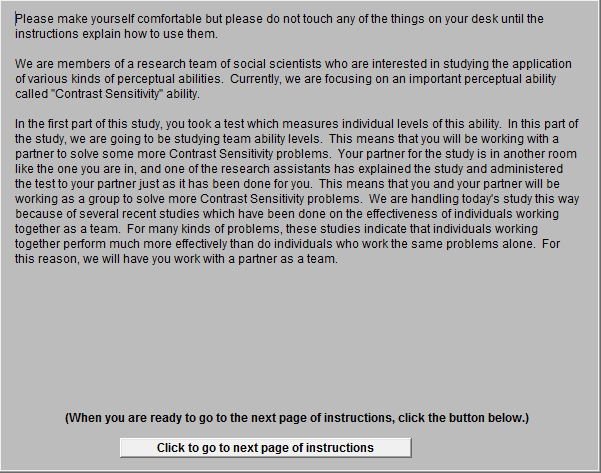 Please make yourself comfortable but please do not touch any of the things on your desk until the
instructions explain how to use them.
We are members of a research team of social scientists who are interested in studying the application
of various kinds of perceptual abilities.  Currently, we are focusing on an important perceptual ability
called "Contrast Sensitivity" ability.
In the first part of this study, you took a test which measures individual levels of this ability.  In this part of
the study, we are going to be studying team ability levels.  This means that you will be working with a
partner to solve some more Contrast Sensitivity problems.  Your partner for the study is in another room
like the one you are in, and one of the research assistants has explained the study and administered
the test to your partner just as it has been done for you.  This means that you and your partner will be
working as a group to solve more Contrast Sensitivity problems.  We are handling today's study this way
because of several recent studies which have been done on the effectiveness of individuals working
together as a team.  For many kinds of problems, these studies indicate that individuals working
together perform much more effectively than do individuals who work the same problems alone.  For
this reason, we will have you work with a partner as a team.
(When you are ready to go to the next page of instructions, click the button below.)
Click to go to next page of instructions